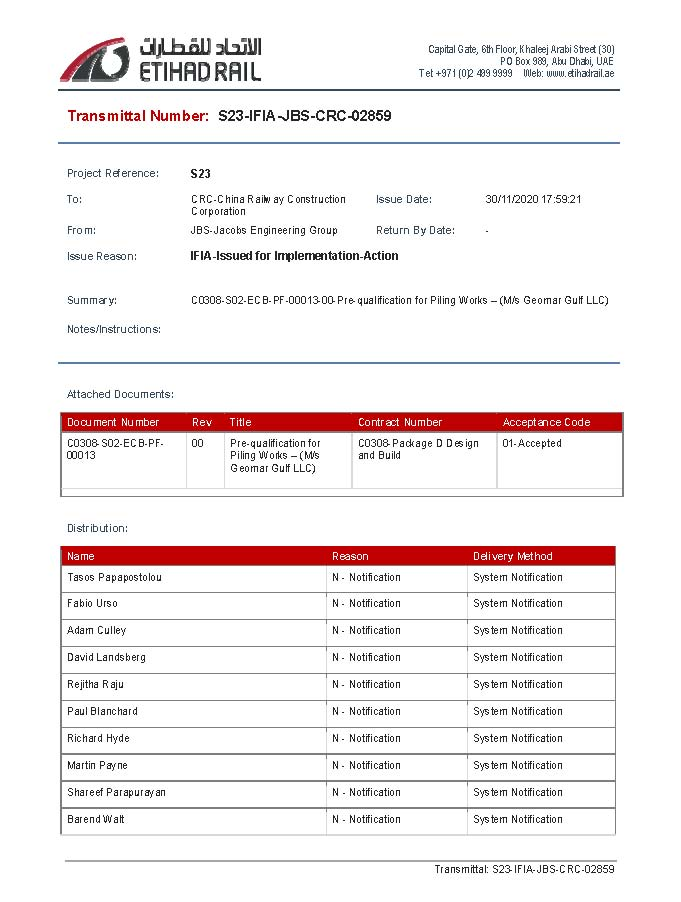 الاتحاد للقطارات
ETIHAD RAIL
Capital Gate, 6th Floor, Khaleej Arabi Street (30)
PO Box 989, Abu Dhabi, UAE
Tel: +971 (0)2 499 9999 Web: www.etihadrail.ae
Transmittal Number: S23-IFIA-JBS-CRC-02859
Project Reference: S23
To: CRC-China Railway Construction Corporation Issue Date: 30/11/2020 17:59:21
From: JBS-Jacobs Engineering Group Return By Date: -
Issue Reason: IFIA-Issued for Implementation-Action
Summary: C0308-S02-ECB-PF-00013-00-Pre-qualification for Piling Works – (M/s Geomar Gulf LLC)
Notes/Instructions:
Attached Documents:
Document Number Rev Title Contract Number Acceptance Code
C0308-S02-ECB-PF-00013 00 Pre-qualification for Piling Works – (M/s Geomar Gulf LLC) C0308-Package D Design and Build 01-Accepted
Distribution:
Name Reason Delivery Method
Tasos Papapostolou N - Notification System Notification
Fabio Urso N - Notification System Notification
Adam Culley N - Notification System Notification
David Landsberg N - Notification System Notification
Rejitha Raju N - Notification System Notification
Paul Blanchard N - Notification System Notification
Richard Hyde N - Notification System Notification
Martin Payne N - Notification System Notification
Shareef Parapurayan N - Notification System Notification
Barend Walt N - Notification System Notification
Transmittal: S23-IFIA-JBS-CRC-02859